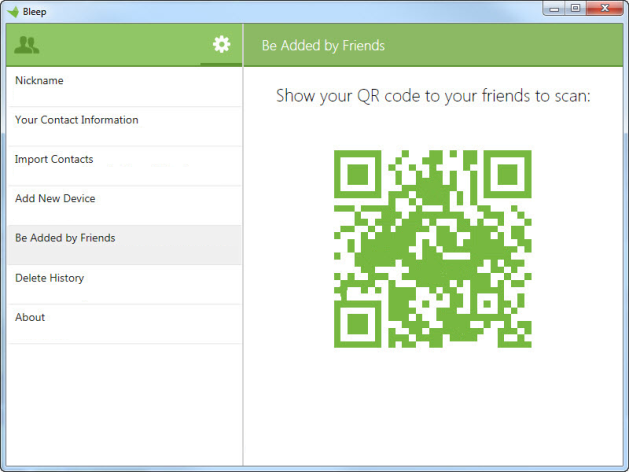 Bleep
Be Added by Friends
Nickname
Your Contact Information
Import Contacts
Add New Device
Be Added by Friends
Delete History
About
Show your QR code to your friends to scan: